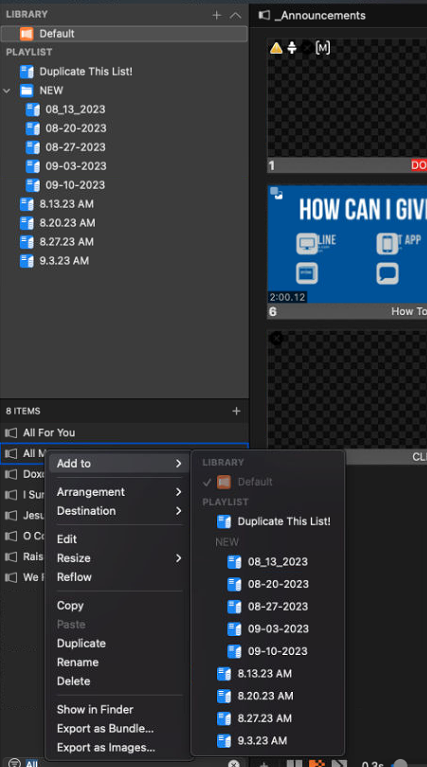 LIBRARY
Default
PLAYLIST
Duplicate This List!
NEW
08_13_2023
08-20-2023
08-27-2023
09-03-2023
09-10-2023
8.13.23 AM
8.20.23 AM
8.27.23 AM
9.3.23 AM
_Announcements
[M]
1
DO
HOW CAN I GIV
LINE
T APP
2:00.12
6
How To
CL
8 ITEMS
All For You
All M
Doxo
I Sur
Jesu
O Co
Rais
We F
Add to
Arrangement
Destination
Edit
Resize
Reflow
Copy
Paste
Duplicate
Rename
Delete
Show in Finder
Export as Bundle...
Export as Images...
LIBRARY
Default
PLAYLIST
Duplicate This List!
NEW
08_13_2023
08-20-2023
08-27-2023
09-03-2023
09-10-2023
8.13.23 AM
8.20.23 AM
8.27.23 AM
9.3.23 AM
All
0.3s